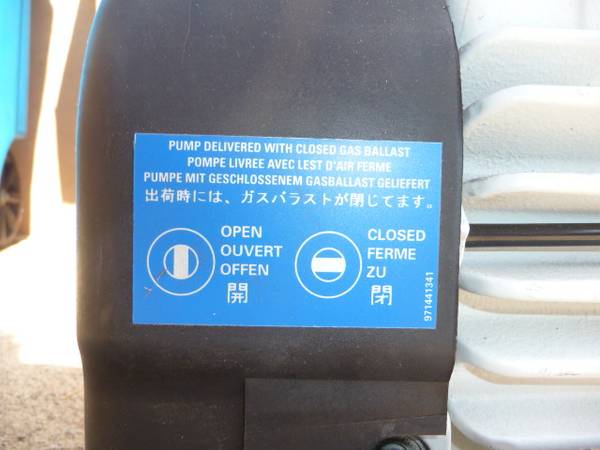 PUMP DELIVERED WITH CLOSED GAS BALLAST
POMPE LIVREE AVEC LEST D'AIR FERME
PUMPE MIT GESCHLOSSENEM GASBALLAST GELIEFERT
出荷時には、ガスバラストが閉じてます。
OPEN
OUVERT
OFFEN
開
CLOSED
FERME
ZU
閉
971441341